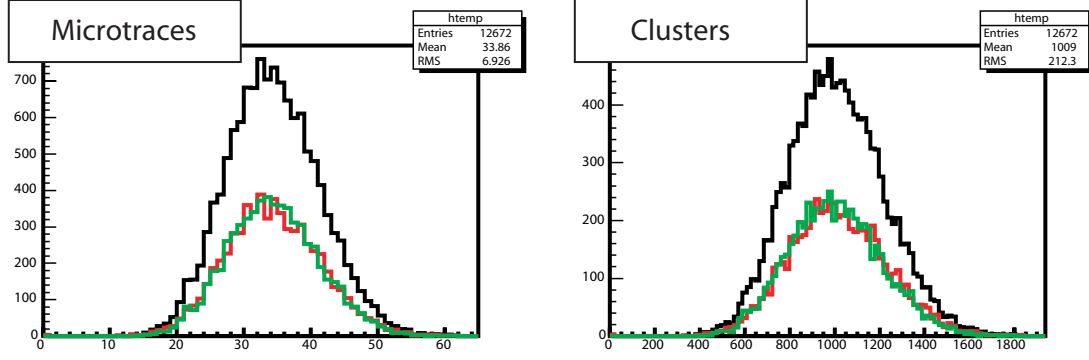 Microtraces
htemp
Entries 12672
Mean 33.86
RMS 6.926
700
600
500
400
300
200
100
0
0 10 20 30 40 50 60
Clusters
htemp
Entries 12672
Mean 1009
RMS 212.3
400
300
200
100
0
0 200 400 600 800 1000 1200 1400 1600 1800